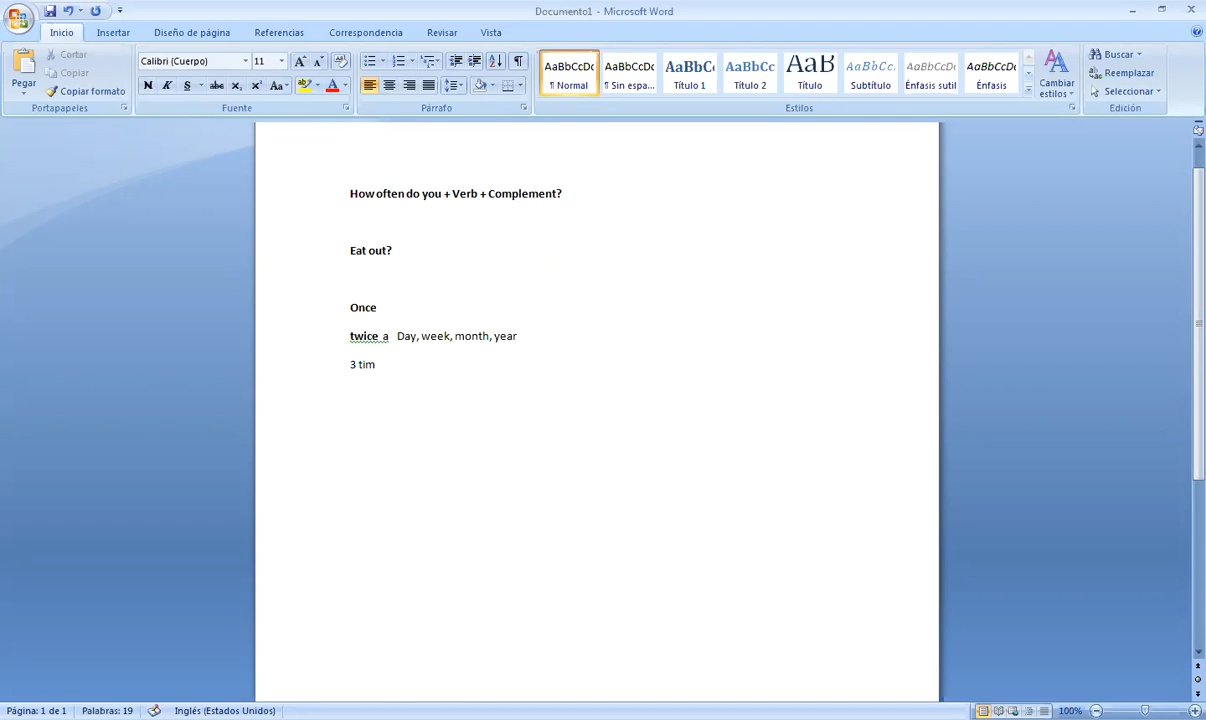 Documento1 - Microsoft Word
Inicio Insertar Diseño de página Referencias Correspondencia Revisar Vista
Pegar
Cortar
Copiar
Copiar formato
Portapapeles
Calibri (Cuerpo) 11
N K S abc x₂ x² Aa A
Fuente
Párrafo
AaBbCcDc AaBbCcDc AaBbC AaBbCc AaB AaBbCc. AaBbCcDc AaBbCcDc
¶ Normal ¶ Sin espa... Título 1 Título 2 Título Subtítulo Énfasis sutil Énfasis
Cambiar estilos
Estilos
Buscar
Reemplazar
Seleccionar
Edición
How often do you + Verb + Complement?
Eat out?
Once
twice a Day, week, month, year
3 tim
Página: 1 de 1 Palabras: 19 Inglés (Estados Unidos) 100%